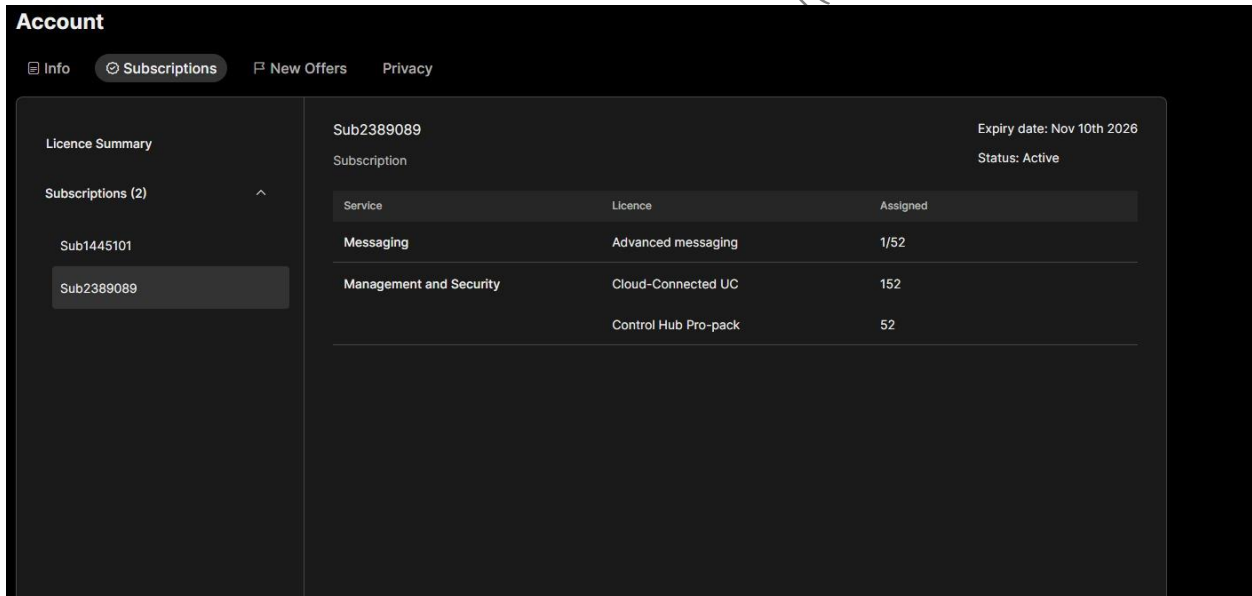 Account
Info
Subscriptions
New Offers
Privacy
Licence Summary
Subscriptions (2)
Sub1445101
Sub2389089
Sub2389089
Subscription
Expiry date: Nov 10th 2026
Status: Active
Service Licence Assigned
Messaging Advanced messaging 1/52
Management and Security Cloud-Connected UC 152
Control Hub Pro-pack 52